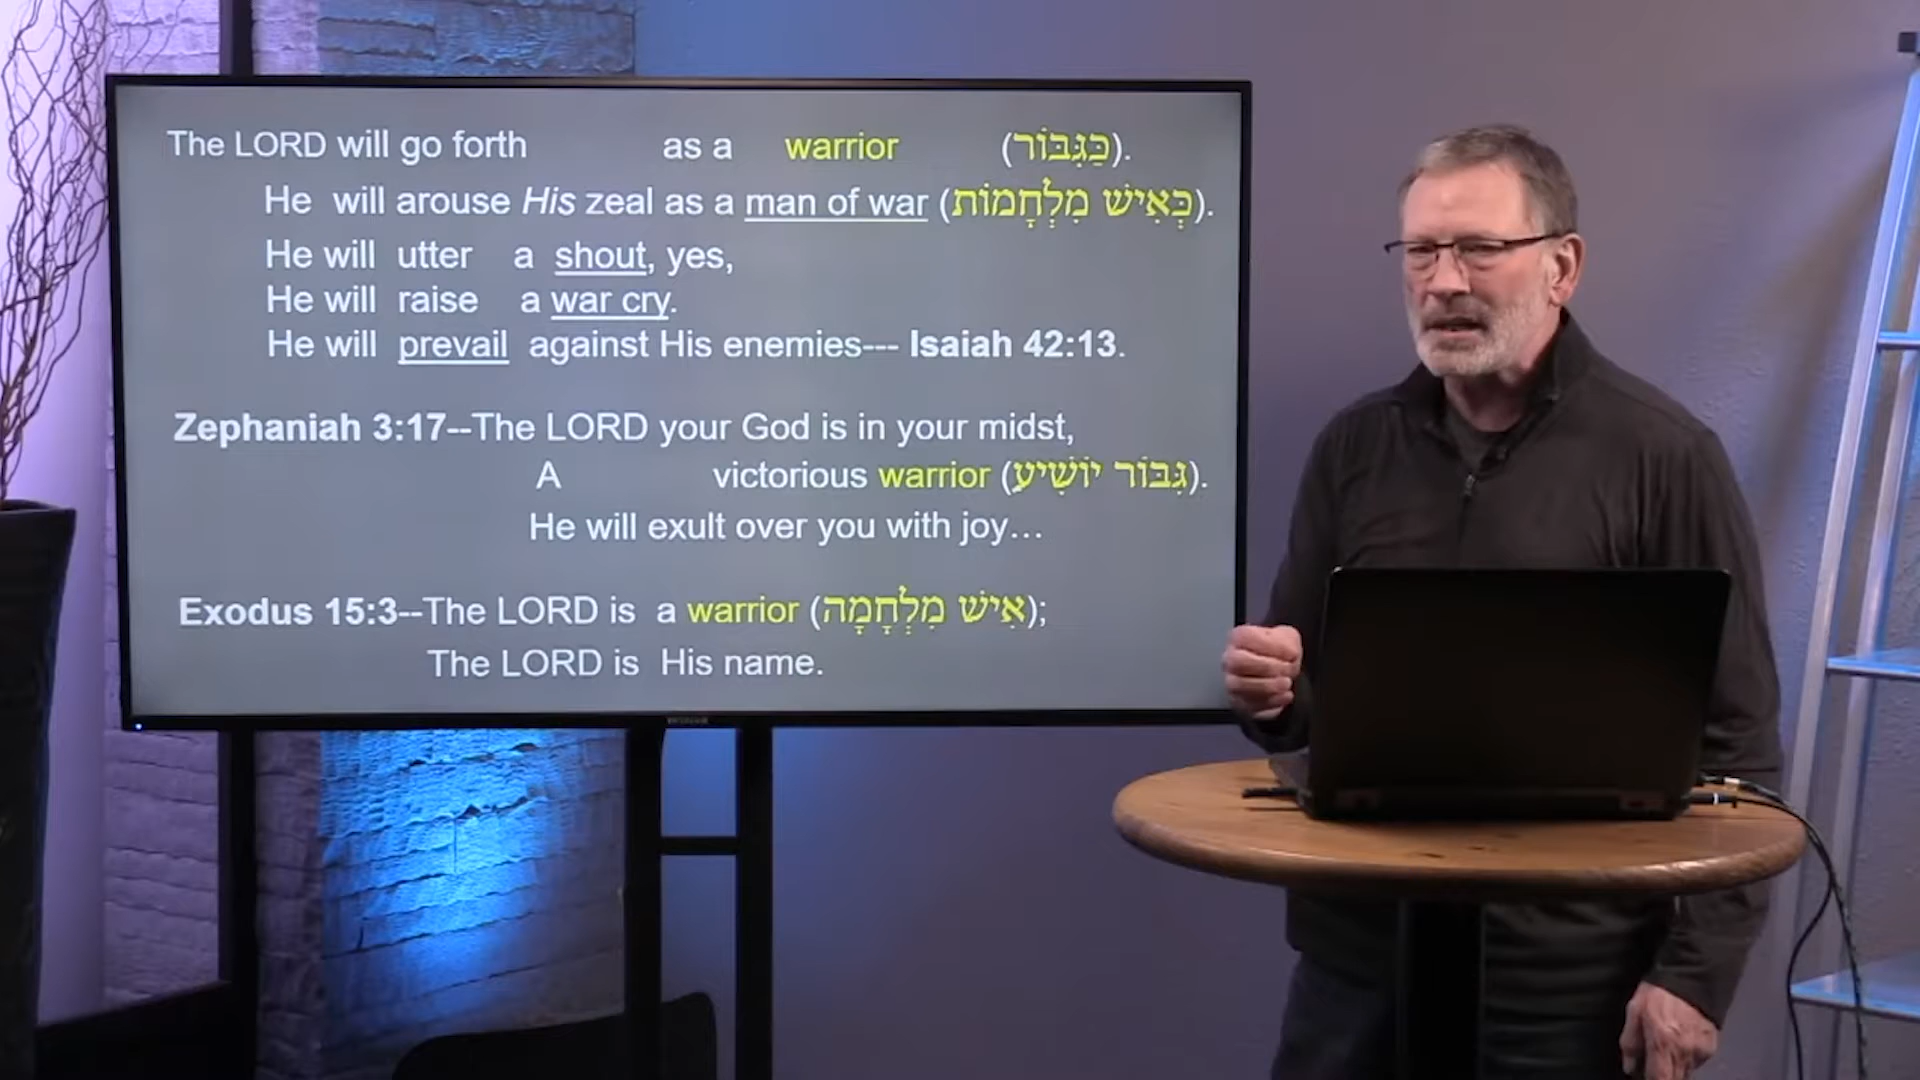 The LORD will go forth as a warrior (כַּגִּבּוֹר).
He will arouse His zeal as a man of war (כְּאִישׁ מִלְחָמוֹת).
He will utter a shout, yes,
He will raise a war cry.
He will prevail against His enemies--- Isaiah 42:13.
Zephaniah 3:17--The LORD your God is in your midst,
A victorious warrior (גִּבּוֹר יוֹשִׁיעַ).
He will exult over you with joy…
Exodus 15:3--The LORD is a warrior (אִישׁ מִלְחָמָה);
The LORD is His name.